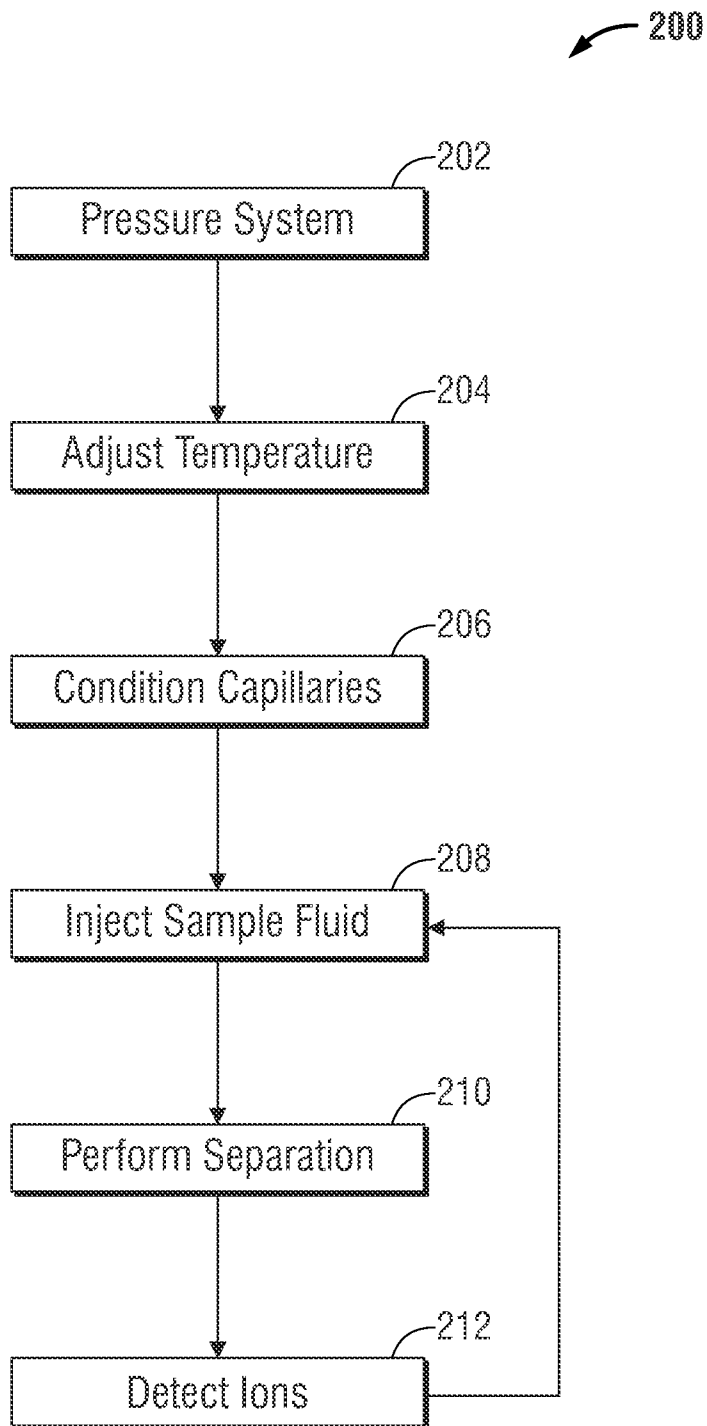 200
202
Pressure System
204
Adjust Temperature
206
Condition Capillaries
208
Inject Sample Fluid
210
Perform Separation
212
Detect Ions